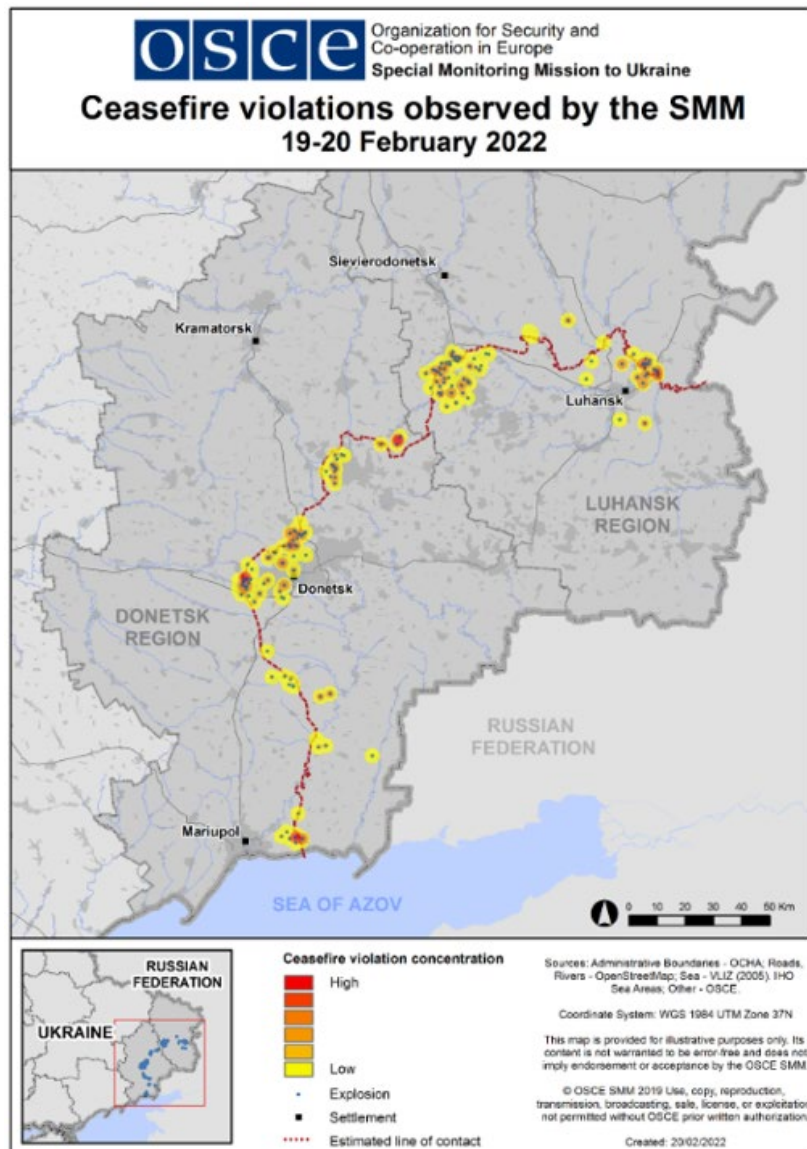 osce
Organization for Security and
Co-operation in Europe
Special Monitoring Mission to Ukraine
Ceasefire violations observed by the SMM
19-20 February 2022
Sievierodonetsk
Kramatorsk
Luhansk
LUHANSK
REGION
Donetsk
DONETSK
REGION
RUSSIAN
FEDERATION
Mariupol
SEA OF AZOV
0 10 20 30 40 50 Km
RUSSIAN
FEDERATION
UKRAINE
Ceasefire violation concentration
High
Low
Explosion
Settlement
Estimated line of contact
Sources: Administrative Boundaries - OCHA; Roads,
Rivers - OpenStreetMap; Sea - VLIZ (2005). IHO
Sea Areas; Other - OSCE.
Coordinate System: WGS 1984 UTM Zone 37N
This map is provided for illustrative purposes only. Its
content is not warranted to be error-free and does not
imply endorsement or acceptance by the OSCE SMM.
© OSCE SMM 2019 Use, copy, reproduction,
transmission, broadcasting, sale, license, or exploitation
not permitted without OSCE prior written authorization
Created: 20/02/2022